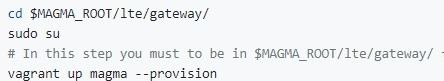 cd $MAGMA_ROOT/lte/gateway/
sudo su
# In this step you must to be in $MAGMA_ROOT/lte/gateway/
vagrant up magma --provision